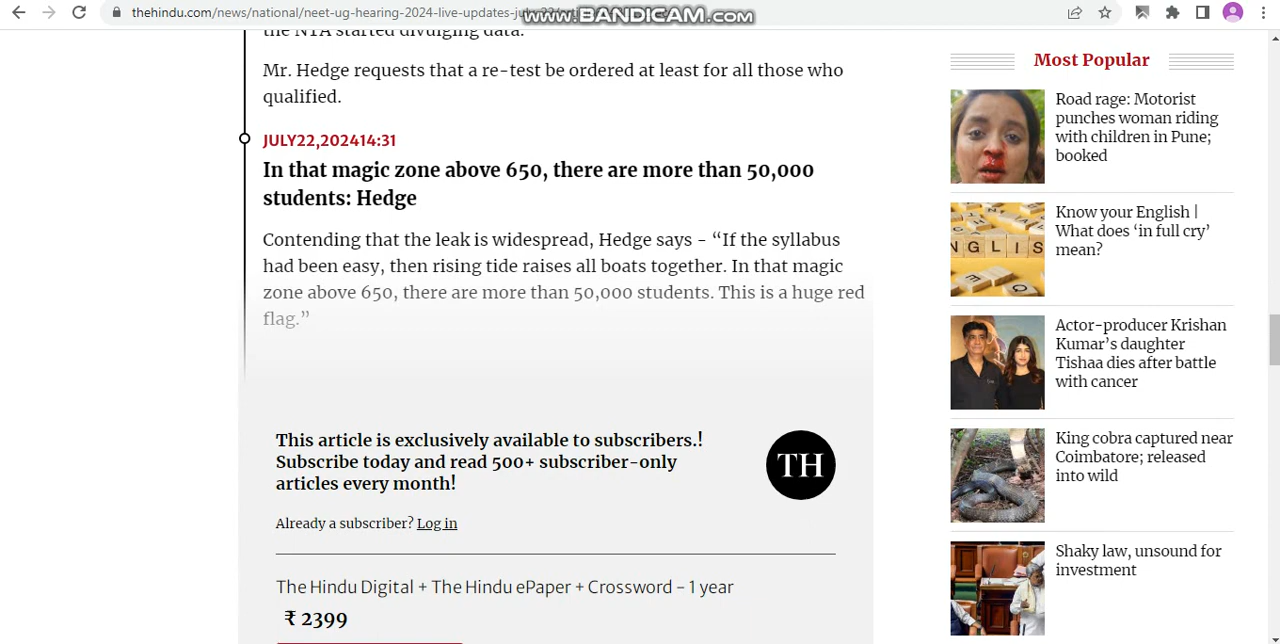 thehindu.com/news/national/neet-ug-hearing-2024-live-updates-ju
www.BANDICAM.com
the NTA started divulging data.
Mr. Hedge requests that a re-test be ordered at least for all those who
qualified.
JULY22,202414:31
In that magic zone above 650, there are more than 50,000
students: Hedge
Contending that the leak is widespread, Hedge says - “If the syllabus
had been easy, then rising tide raises all boats together. In that magic
zone above 650, there are more than 50,000 students. This is a huge red
flag.”
This article is exclusively available to subscribers.!
Subscribe today and read 500+ subscriber-only
articles every month!
TH
Already a subscriber? Log in
The Hindu Digital + The Hindu ePaper + Crossword - 1 year
₹ 2399
Most Popular
Road rage: Motorist
punches woman riding
with children in Pune;
booked
Know your English |
What does ‘in full cry’
mean?
NGLIS
Actor-producer Krishan
Kumar’s daughter
Tishaa dies after battle
with cancer
King cobra captured near
Coimbatore; released
into wild
Shaky law, unsound for
investment